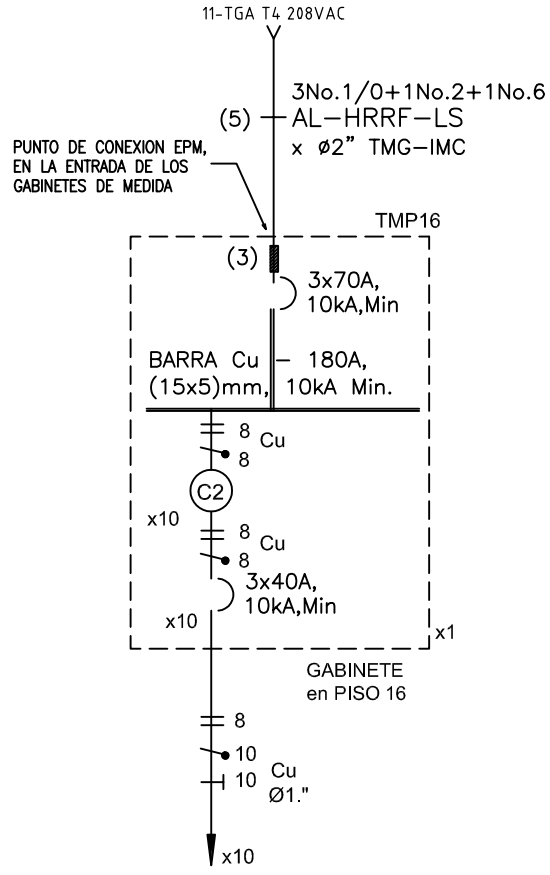 11-TGA T4 208VAC
3No.1/0+1No.2+1No.6
(5) AL-HRRF-LS
x Ø2" TMG-IMC
PUNTO DE CONEXION EPM,
EN LA ENTRADA DE LOS
GABINETES DE MEDIDA
TMP16
(3)
3x70A,
10kA,Min
BARRA Cu 180A,
(15x5)mm, 10kA Min.
8 Cu
8
C2
x10
8 Cu
8
3x40A,
10kA,Min
x10
x1
GABINETE
en PISO 16
8
10
Cu
10
Ø1."
x10